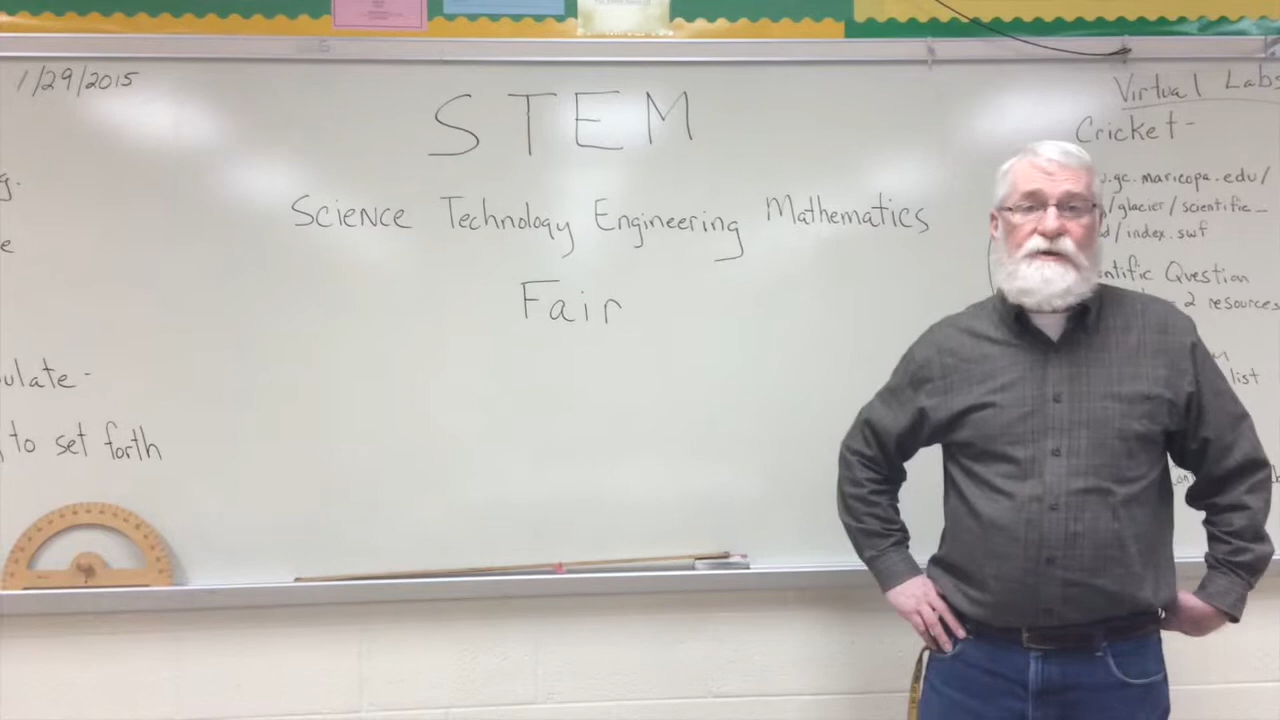 1/29/2015
STEM
Science Technology Engineering Mathematics
Fair
g.
e
ulate-
to set forth
Virtual Labs
Cricket-
.gc.maricopa.edu/
/glacier/scientific_
d/index.swf
ntific Question
- 2 resources
list